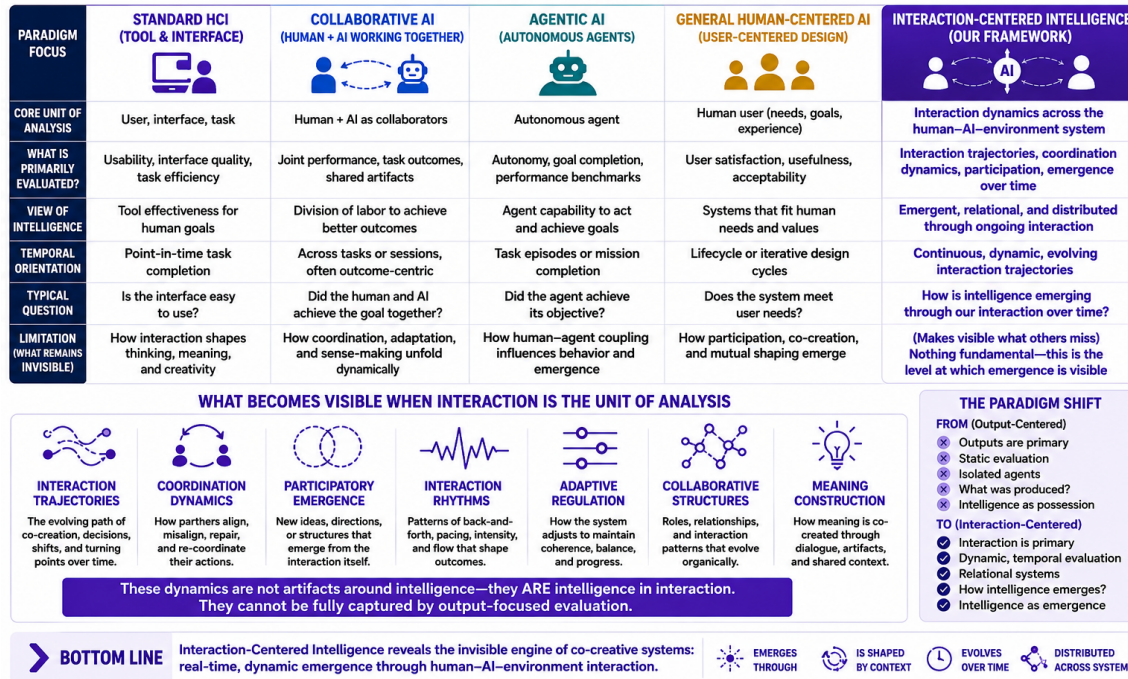 PARADIGM
FOCUS
STANDARD HCI
(TOOL & INTERFACE)
COLLABORATIVE AI
(HUMAN + AI WORKING TOGETHER)
AGENTIC AI
(AUTONOMOUS AGENTS)
GENERAL HUMAN-CENTERED AI
(USER-CENTERED DESIGN)
INTERACTION-CENTERED INTELLIGENCE
(OUR FRAMEWORK)
AI
CORE UNIT OF
ANALYSIS
User, interface, task
Human + AI as collaborators
Autonomous agent
Human user (needs, goals,
experience)
Interaction dynamics across the
human–AI–environment system
WHAT IS
PRIMARILY
EVALUATED?
Usability, interface quality,
task efficiency
Joint performance, task outcomes,
shared artifacts
Autonomy, goal completion,
performance benchmarks
User satisfaction, usefulness,
acceptability
Interaction trajectories, coordination
dynamics, participation, emergence
over time
VIEW OF
INTELLIGENCE
Tool effectiveness for
human goals
Division of labor to achieve
better outcomes
Agent capability to act
and achieve goals
Systems that fit human
needs and values
Emergent, relational, and distributed
through ongoing interaction
TEMPORAL
ORIENTATION
Point-in-time task
completion
Across tasks or sessions,
often outcome-centric
Task episodes or mission
completion
Lifecycle or iterative design
cycles
Continuous, dynamic, evolving
interaction trajectories
TYPICAL
QUESTION
Is the interface easy
to use?
Did the human and AI
achieve the goal together?
Did the agent achieve
its objective?
Does the system meet
user needs?
How is intelligence emerging
through our interaction over time?
LIMITATION
(WHAT REMAINS
INVISIBLE)
How interaction shapes
thinking, meaning,
and creativity
How coordination, adaptation,
and sense-making unfold
dynamically
How human–agent coupling
influences behavior and
emergence
How participation, co-creation,
and mutual shaping emerge
(Makes visible what others miss)
Nothing fundamental—this is the
level at which emergence is visible
WHAT BECOMES VISIBLE WHEN INTERACTION IS THE UNIT OF ANALYSIS
INTERACTION
TRAJECTORIES
The evolving path of
co-creation, decisions,
shifts, and turning
points over time.
COORDINATION
DYNAMICS
How parthers align,
misalign, repair,
and re-coordinate
their actions.
PARTICIPATORY
EMERGENCE
New ideas, directions,
or structures that
emerge from the
interaction itself.
INTERACTION
RHYTHMS
Patterns of back-and-
forth, pacing, intensity,
and flow that shape
outcomes.
ADAPTIVE
REGULATION
How the system
adjusts to maintain
coherence, balance,
and progress.
COLLABORATIVE
STRUCTURES
Roles, relationships,
and interaction
patterns that evolve
organically.
MEANING
CONSTRUCTION
How meaning is co-
created through
dialogue, artifacts,
and shared context.
These dynamics are not artifacts around intelligence—they ARE intelligence in interaction.
They cannot be fully captured by output-focused evaluation.
THE PARADIGM SHIFT
FROM (Output-Centered)
Outputs are primary
Static evaluation
Isolated agents
What was produced?
Intelligence as possession
TO (Interaction-Centered)
Interaction is primary
Dynamic, temporal evaluation
Relational systems
How intelligence emerges?
Intelligence as emergence
BOTTOM LINE
Interaction-Centered Intelligence reveals the invisible engine of co-creative systems:
real-time, dynamic emergence through human–AI–environment interaction.
EMERGES
THROUGH
IS SHAPED
BY CONTEXT
EVOLVES
OVER TIME
DISTRIBUTED
ACROSS SYSTEM